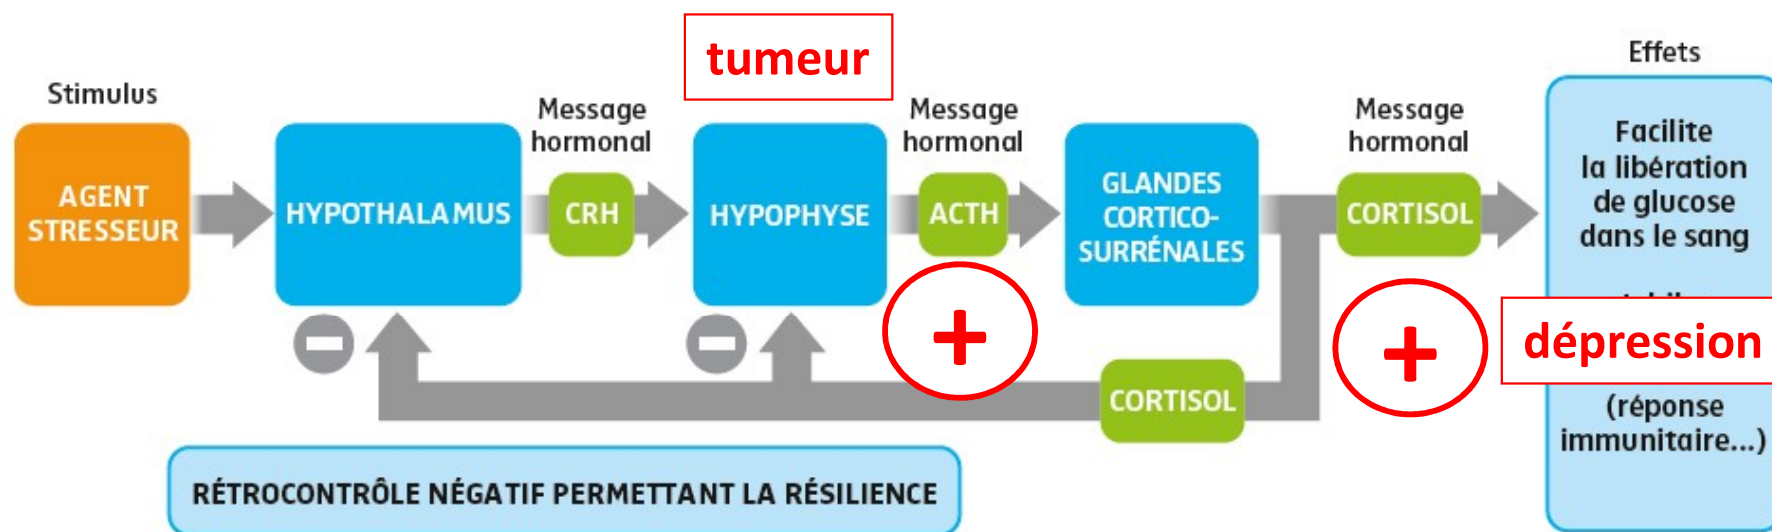 tumeur
Effets
Stimulus
Message
hormonal
Message
hormonal
Message
hormonal
AGENT
STRESSEUR
HYPOTHALAMUS
CRH
HYPOPHYSE
ACTH
GLANDES
CORTICO-
SURRÉNALES
CORTISOL
Facilite
la libération
de glucose
dans le sang
+
+
dépression
CORTISOL
(réponse
immunitaire...)
RÉTROCONTRÔLE NÉGATIF PERMETTANT LA RÉSILIENCE